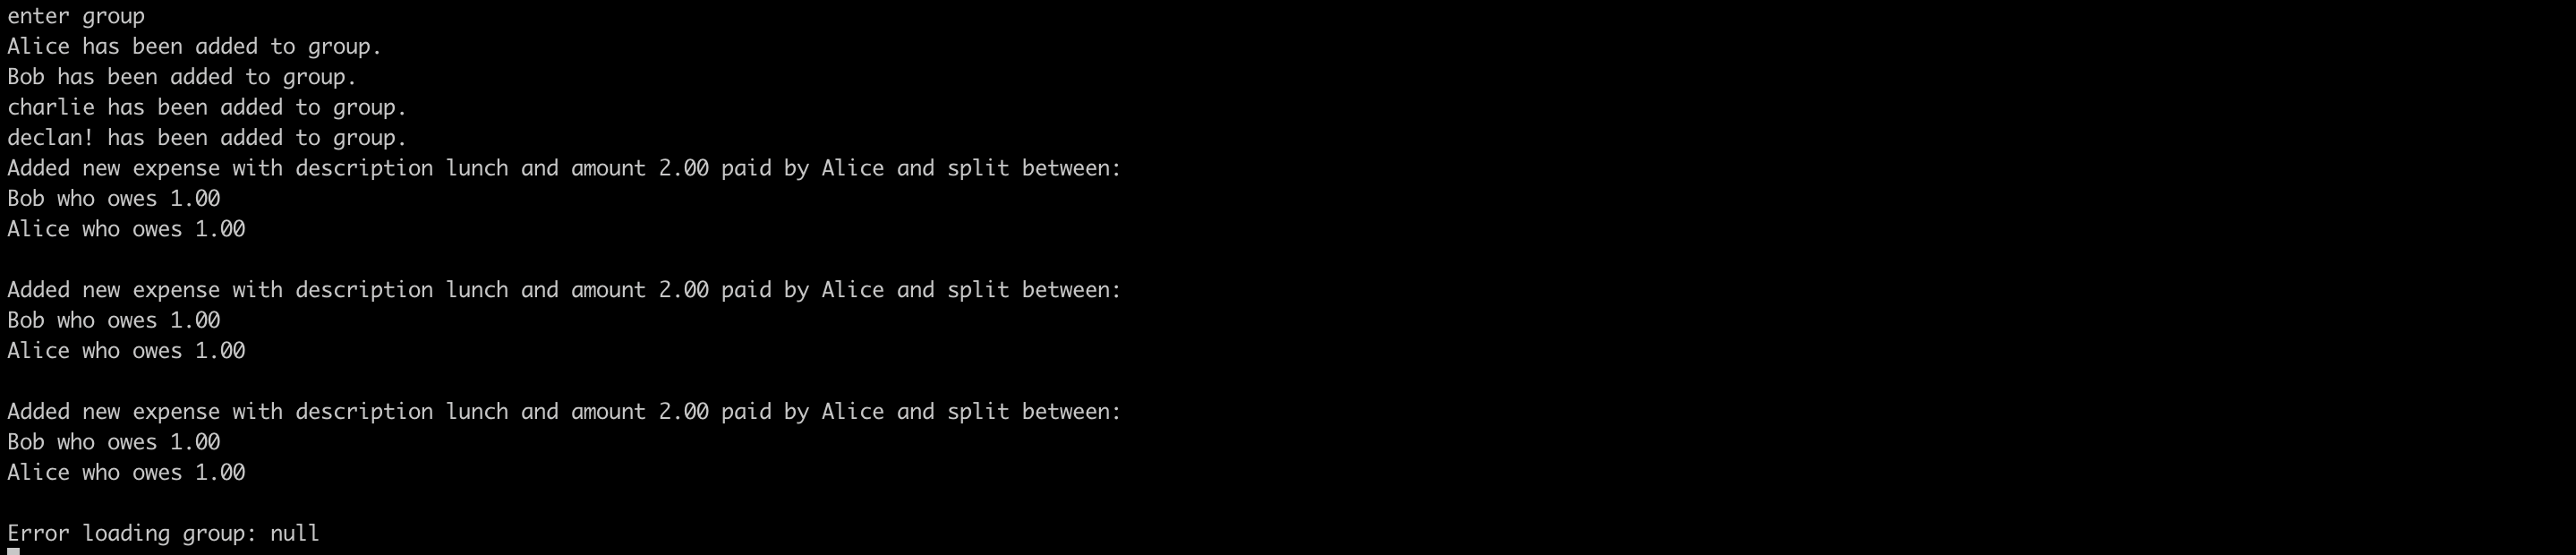 enter group
Alice has been added to group.
Bob has been added to group.
charlie has been added to group.
declan! has been added to group.
Added new expense with description lunch and amount 2.00 paid by Alice and split between:
Bob who owes 1.00
Alice who owes 1.00
Added new expense with description lunch and amount 2.00 paid by Alice and split between:
Bob who owes 1.00
Alice who owes 1.00
Added new expense with description lunch and amount 2.00 paid by Alice and split between:
Bob who owes 1.00
Alice who owes 1.00
Error loading group: null